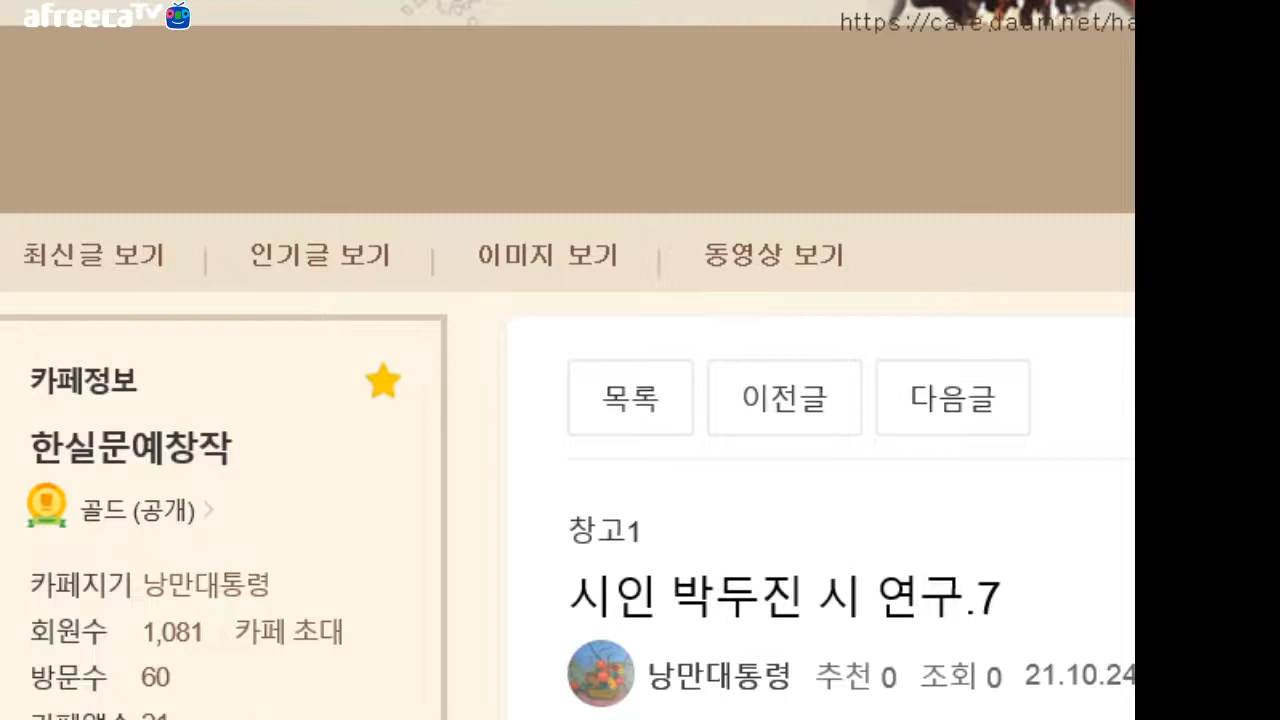 afreecaTV
https://cafe.daum.net/ha
최신글 보기 | 인기글 보기 | 이미지 보기 | 동영상 보기
카페정보
한실문예창작
골드 (공개)
카페지기 낭만대통령
회원수 1,081 카페 초대
방문수 60
목록 이전글 다음글
창고1
시인 박두진 시 연구.7
낭만대통령 추천 0 조회 0 21.10.24